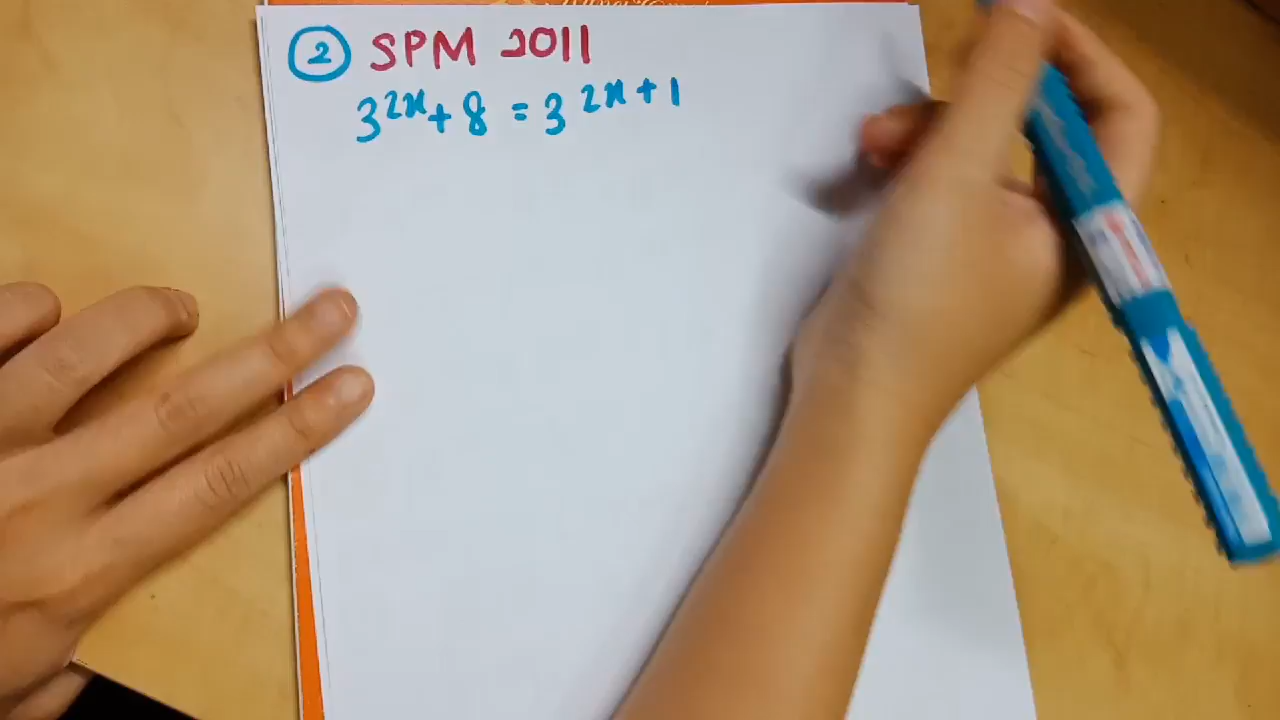 2 SPM 2011
3^{2x} + 8 = 3^{2x + 1}